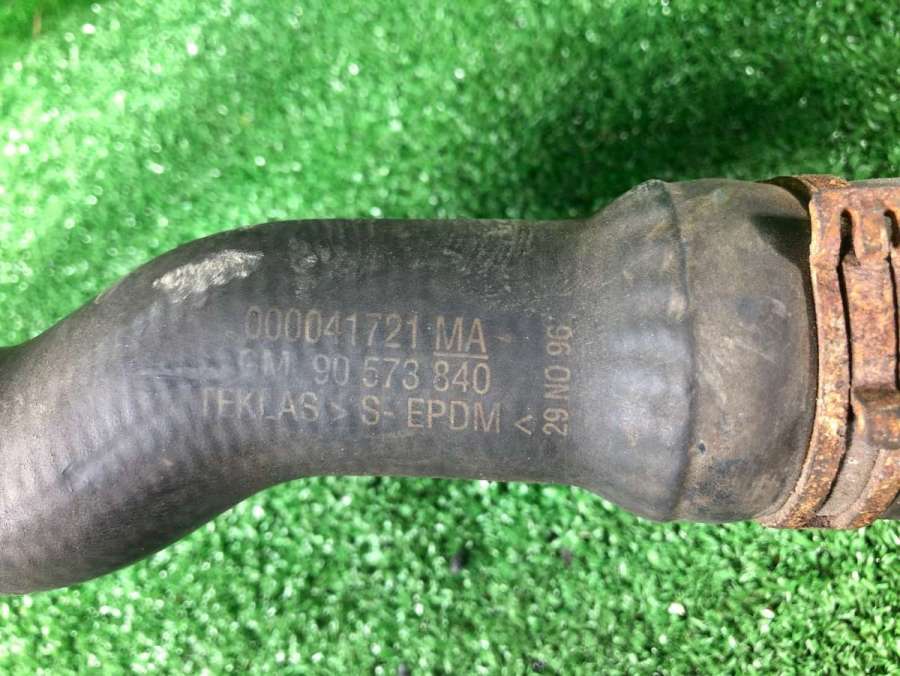 000041721 MA
GM 90 573 840
TEKLAS > S- EPDM <
29 NO 96